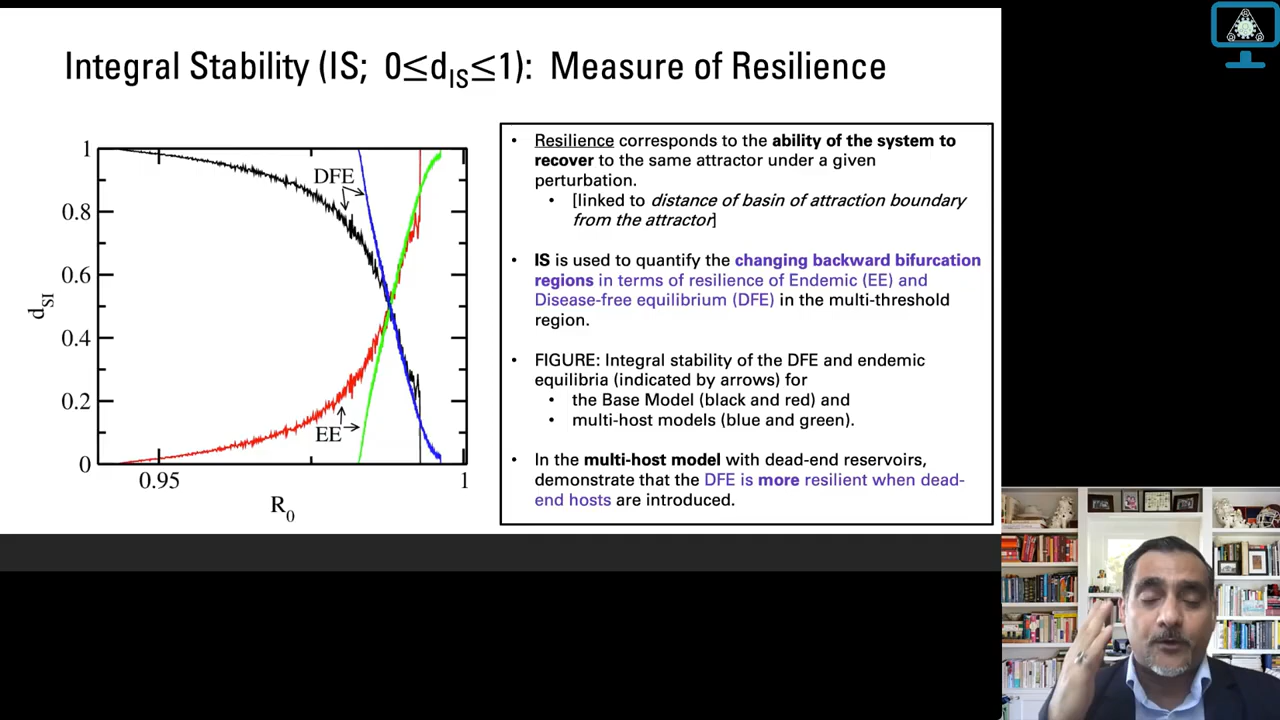 Integral Stability (IS; 0≤d_IS≤1): Measure of Resilience
1
0.8
0.6
0.4
0.2
0
d_SI
DFE
EE
0.95
1
R_0
• Resilience corresponds to the ability of the system to
recover to the same attractor under a given
perturbation.
• [linked to distance of basin of attraction boundary
from the attractor]
• IS is used to quantify the changing backward bifurcation
regions in terms of resilience of Endemic (EE) and
Disease-free equilibrium (DFE) in the multi-threshold
region.
• FIGURE: Integral stability of the DFE and endemic
equilibria (indicated by arrows) for
• the Base Model (black and red) and
• multi-host models (blue and green).
• In the multi-host model with dead-end reservoirs,
demonstrate that the DFE is more resilient when dead-
end hosts are introduced.